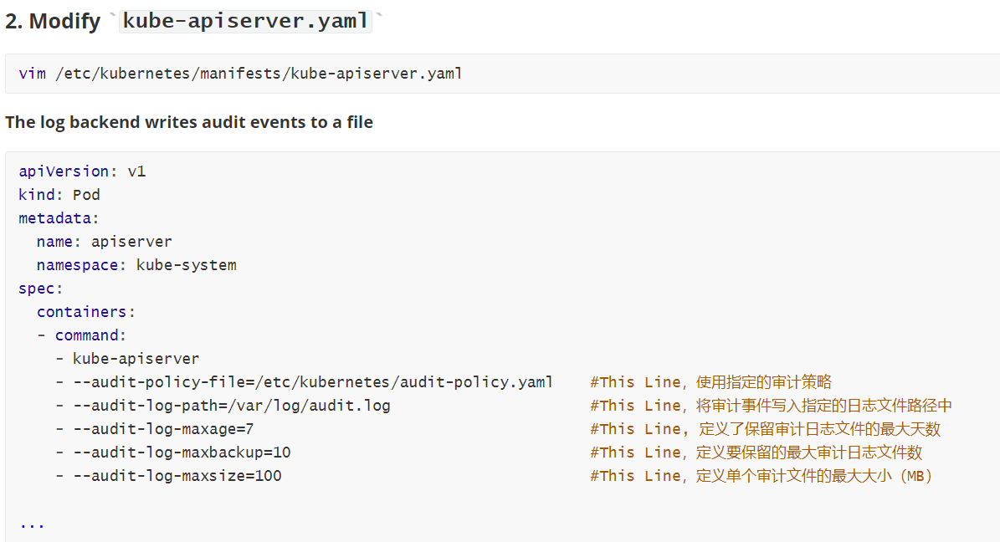 2. Modify `kube-apiserver.yaml`
vim /etc/kubernetes/manifests/kube-apiserver.yaml
The log backend writes audit events to a file
apiVersion: v1
kind: Pod
metadata:
  name: apiserver
  namespace: kube-system
spec:
  containers:
  - command:
    - kube-apiserver
    - --audit-policy-file=/etc/kubernetes/audit-policy.yaml    #This Line, 使用指定的审计策略
    - --audit-log-path=/var/log/audit.log                      #This Line, 将审计事件写入指定的日志文件路径中
    - --audit-log-maxage=7                                     #This Line, 定义了保留审计日志文件的最大天数
    - --audit-log-maxbackup=10                                 #This Line, 定义要保留的最大审计日志文件数
    - --audit-log-maxsize=100                                  #This Line, 定义单个审计文件的最大大小（MB）
...